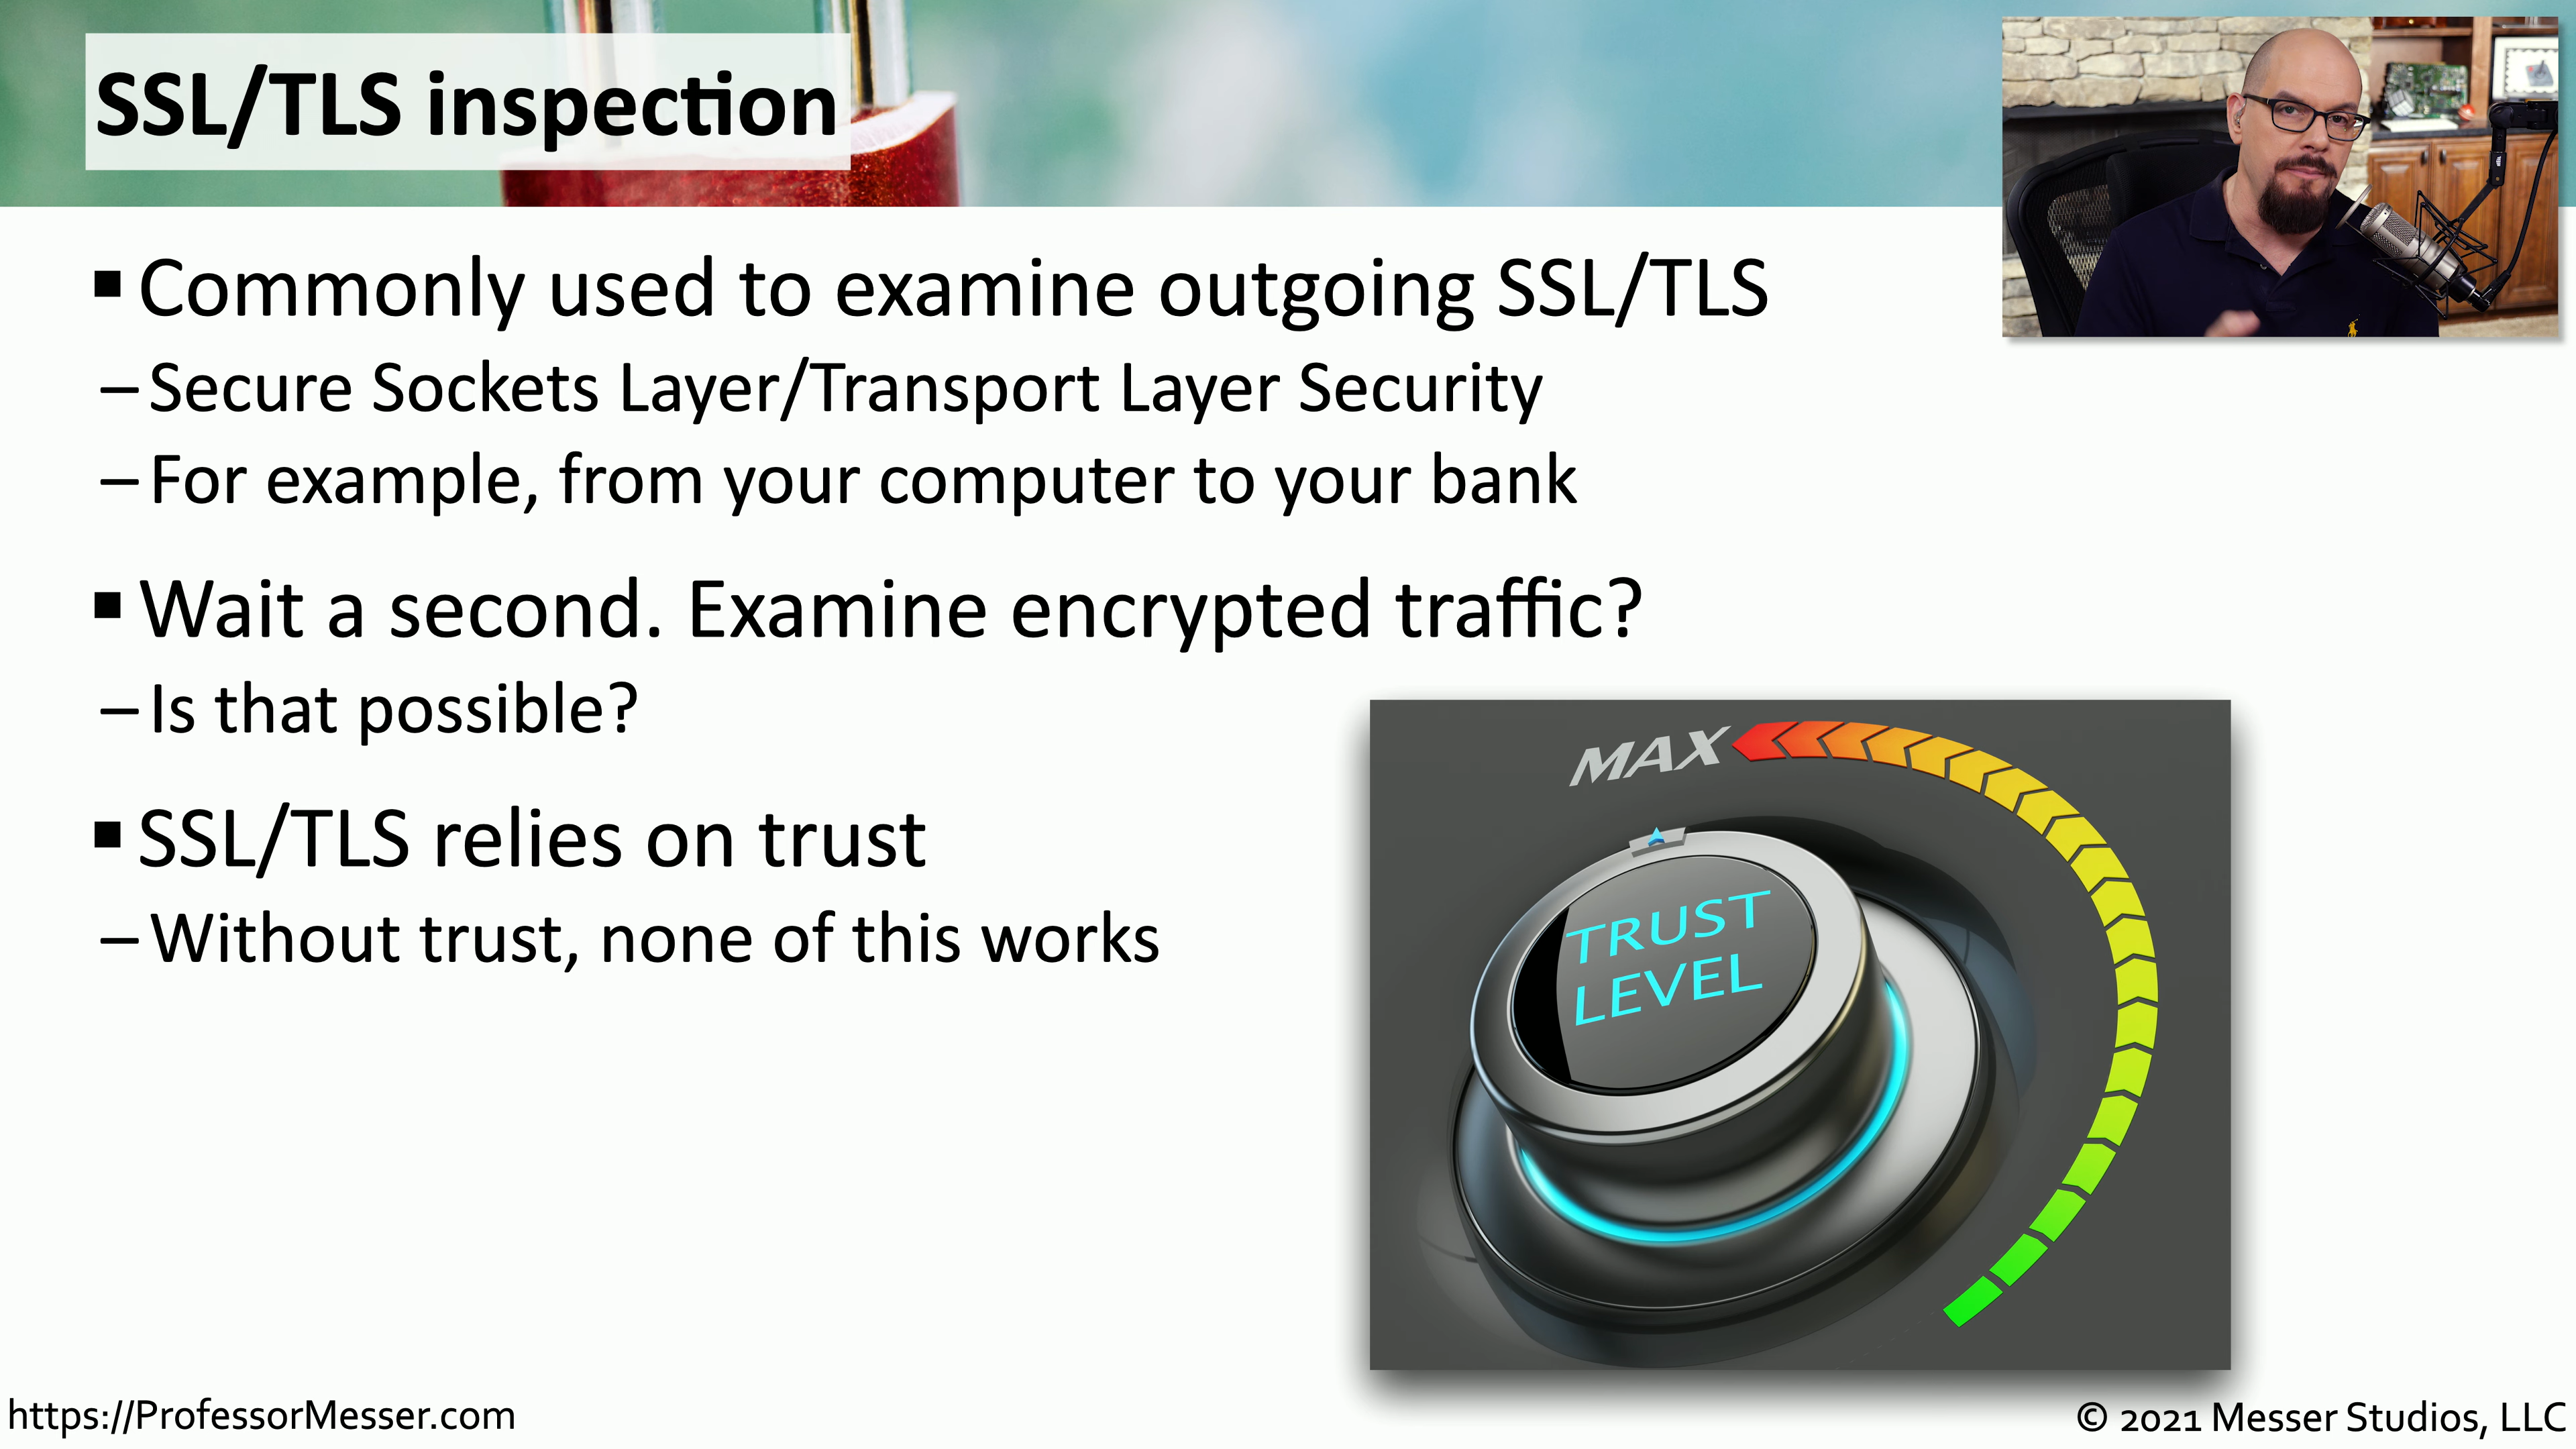 SSL/TLS inspection
▪ Commonly used to examine outgoing SSL/TLS
– Secure Sockets Layer/Transport Layer Security
– For example, from your computer to your bank
▪ Wait a second. Examine encrypted traffic?
– Is that possible?
▪ SSL/TLS relies on trust
– Without trust, none of this works
MAX
TRUST
LEVEL
https://ProfessorMesser.com
© 2021 Messer Studios, LLC